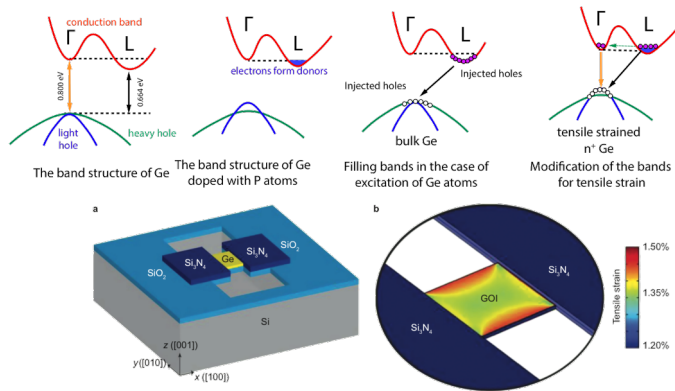 conduction band
Γ
L
0.800 eV
0.664 eV
light
hole
heavy hole
The band structure of Ge
Γ
L
electrons form donors
The band structure of Ge
doped with P atoms
Γ
L
Injected holes
Injected holes
bulk Ge
Filling bands in the case of
excitation of Ge atoms
Γ
L
tensile strained
n⁺ Ge
Modification of the bands
for tensile strain
a
Si₃N₄
Si₃N₄
Ge
SiO₂
SiO₂
Si
z ([001])
y ([010])
x ([100])
b
Si₃N₄
GOI
Si₃N₄
Tensile strain
1.50%
1.35%
1.20%